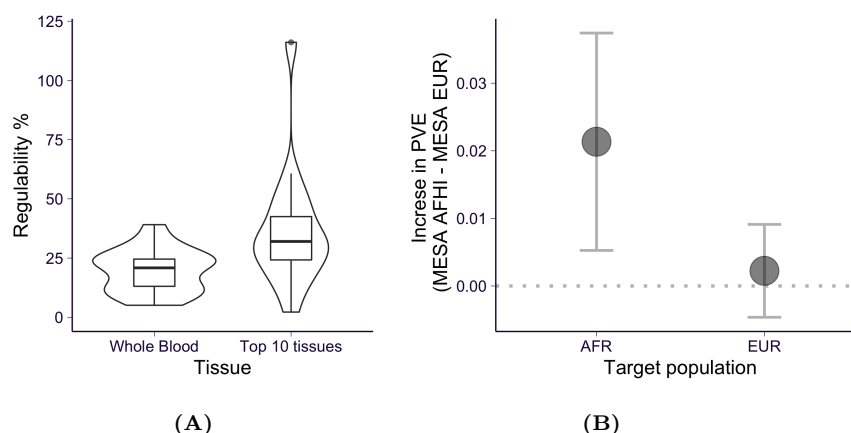 125
100
75
50
25
0
Regulability %
Whole Blood
Top 10 tissues
Tissue
(A)
Increse in PVE
(MESA AFHI - MESA EUR)
0.03
0.02
0.01
0.00
AFR
EUR
Target population
(B)